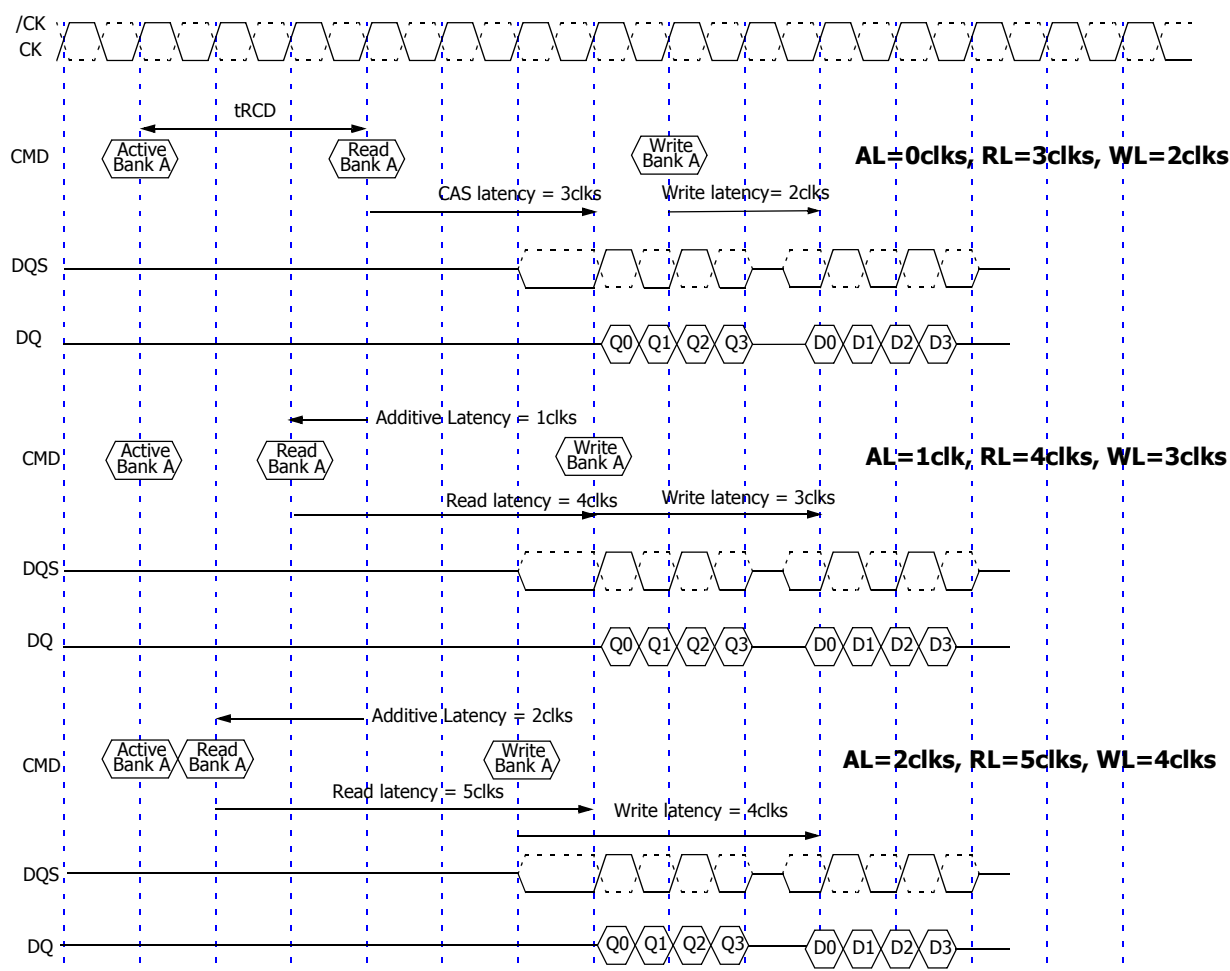 /CK
CK
tRCD
CMD
Active
Bank A
Read
Bank A
Write
Bank A
AL=0clks, RL=3clks, WL=2clks
CAS latency = 3clks
Write latency= 2clks
DQS
DQ
Q0 Q1 Q2 Q3 D0 D1 D2 D3
Additive Latency = 1clks
CMD
Active
Bank A
Read
Bank A
Write
Bank A
AL=1clk, RL=4clks, WL=3clks
Read latency = 4clks
Write latency = 3clks
DQS
DQ
Q0 Q1 Q2 Q3 D0 D1 D2 D3
Additive Latency = 2clks
CMD
Active
Bank A
Read
Bank A
Write
Bank A
AL=2clks, RL=5clks, WL=4clks
Read latency = 5clks
Write latency = 4clks
DQS
DQ
Q0 Q1 Q2 Q3 D0 D1 D2 D3